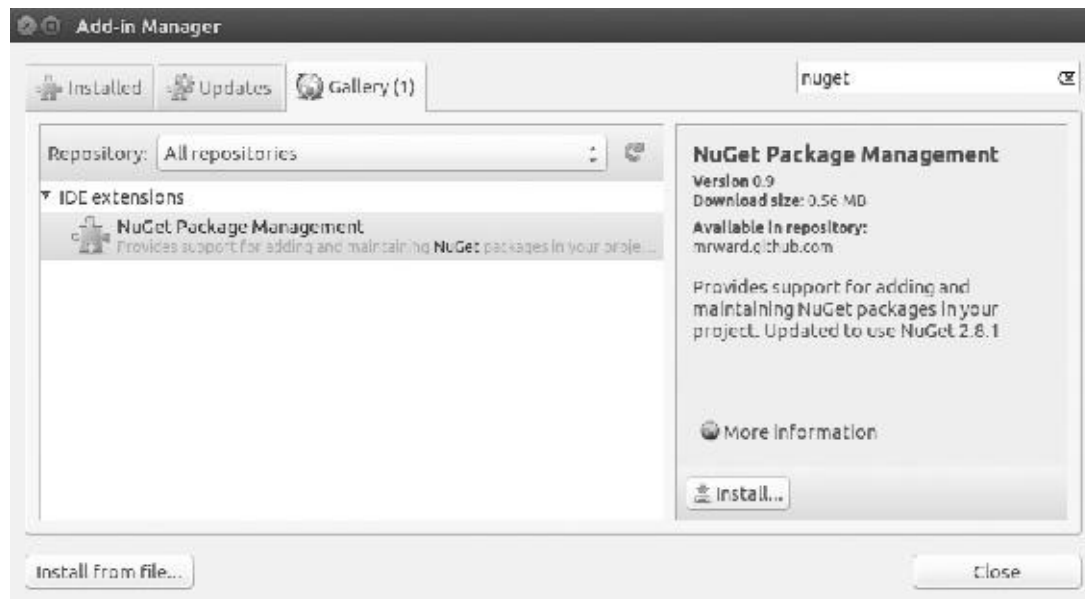 Add-in Manager
Installed
Updates
Gallery (1)
nuget
Repository:
All repositories
IDE extensions
NuGet Package Management
Provides support for adding and maintaining NuGet packages in your proje...
NuGet Package Management
Version 0.9
Download size: 0.56 MB
Available in repository:
mrward.github.com
Provides support for adding and
maintaining NuGet packages in your
project. Updated to use NuGet 2.8.1
More information
Install...
Install from file...
Close